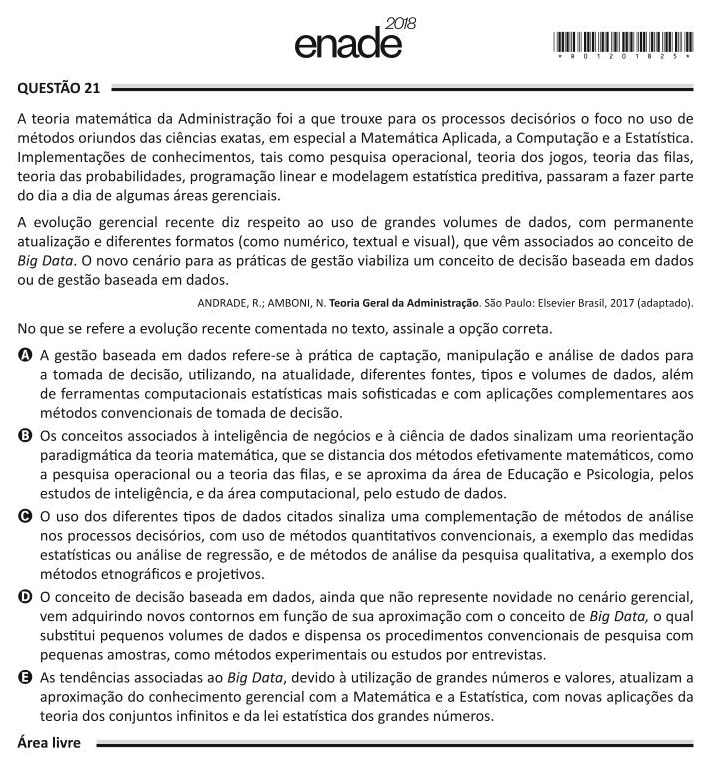 enade2018
*R01201825*
QUESTÃO 21
A teoria matemática da Administração foi a que trouxe para os processos decisórios o foco no uso de
métodos oriundos das ciências exatas, em especial a Matemática Aplicada, a Computação e a Estatística.
Implementações de conhecimentos, tais como pesquisa operacional, teoria dos jogos, teoria das filas,
teoria das probabilidades, programação linear e modelagem estatística preditiva, passaram a fazer parte
do dia a dia de algumas áreas gerenciais.
A evolução gerencial recente diz respeito ao uso de grandes volumes de dados, com permanente
atualização e diferentes formatos (como numérico, textual e visual), que vêm associados ao conceito de
Big Data. O novo cenário para as práticas de gestão viabiliza um conceito de decisão baseada em dados
ou de gestão baseada em dados.
ANDRADE, R.; AMBONI, N. Teoria Geral da Administração. São Paulo: Elsevier Brasil, 2017 (adaptado).
No que se refere a evolução recente comentada no texto, assinale a opção correta.
A A gestão baseada em dados refere-se à prática de captação, manipulação e análise de dados para
a tomada de decisão, utilizando, na atualidade, diferentes fontes, tipos e volumes de dados, além
de ferramentas computacionais estatísticas mais sofisticadas e com aplicações complementares aos
métodos convencionais de tomada de decisão.
B Os conceitos associados à inteligência de negócios e à ciência de dados sinalizam uma reorientação
paradigmática da teoria matemática, que se distancia dos métodos efetivamente matemáticos, como
a pesquisa operacional ou a teoria das filas, e se aproxima da área de Educação e Psicologia, pelos
estudos de inteligência, e da área computacional, pelo estudo de dados.
C O uso dos diferentes tipos de dados citados sinaliza uma complementação de métodos de análise
nos processos decisórios, com uso de métodos quantitativos convencionais, a exemplo das medidas
estatísticas ou análise de regressão, e de métodos de análise da pesquisa qualitativa, a exemplo dos
métodos etnográficos e projetivos.
D O conceito de decisão baseada em dados, ainda que não represente novidade no cenário gerencial,
vem adquirindo novos contornos em função de sua aproximação com o conceito de Big Data, o qual
substitui pequenos volumes de dados e dispensa os procedimentos convencionais de pesquisa com
pequenas amostras, como métodos experimentais ou estudos por entrevistas.
E As tendências associadas ao Big Data, devido à utilização de grandes números e valores, atualizam a
aproximação do conhecimento gerencial com a Matemática e a Estatística, com novas aplicações da
teoria dos conjuntos infinitos e da lei estatística dos grandes números.
Área livre